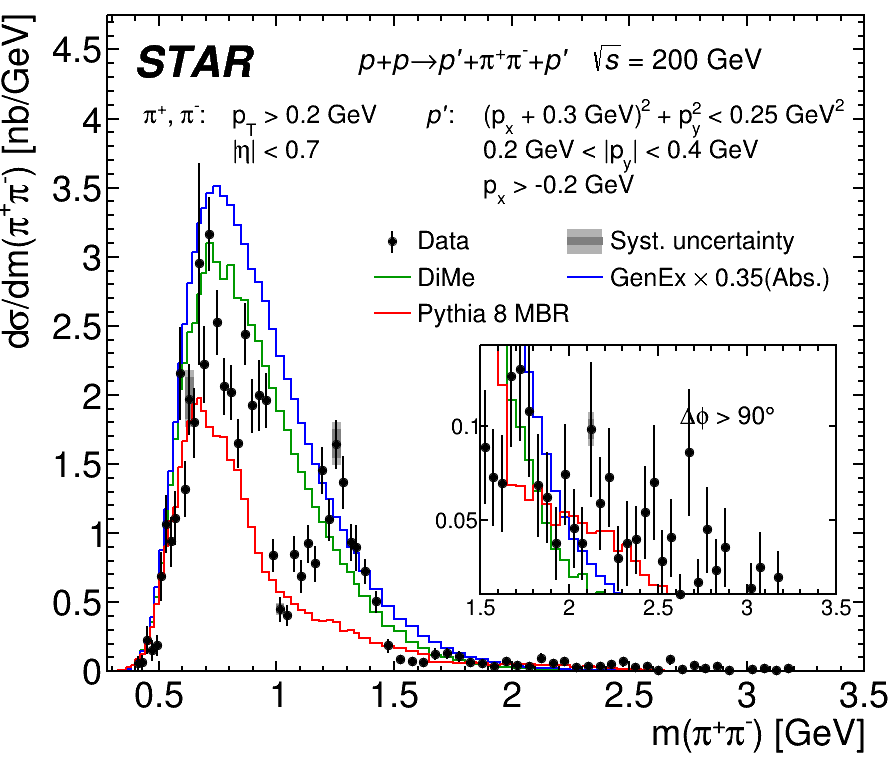 STAR
p+p→p′+π⁺π⁻+p′ √s = 200 GeV
π⁺, π⁻: p_T > 0.2 GeV
|η| < 0.7
p′: (p_x + 0.3 GeV)² + p_y² < 0.25 GeV²
0.2 GeV < |p_y| < 0.4 GeV
p_x > -0.2 GeV
Data
DiMe
Pythia 8 MBR
Syst. uncertainty
GenEx × 0.35(Abs.)
Δϕ > 90°
0.1
0.05
1.5 2 2.5 3 3.5
dσ/dm(π⁺π⁻) [nb/GeV]
4.5
4
3.5
3
2.5
2
1.5
1
0.5
0
0.5 1 1.5 2 2.5 3 3.5
m(π⁺π⁻) [GeV]